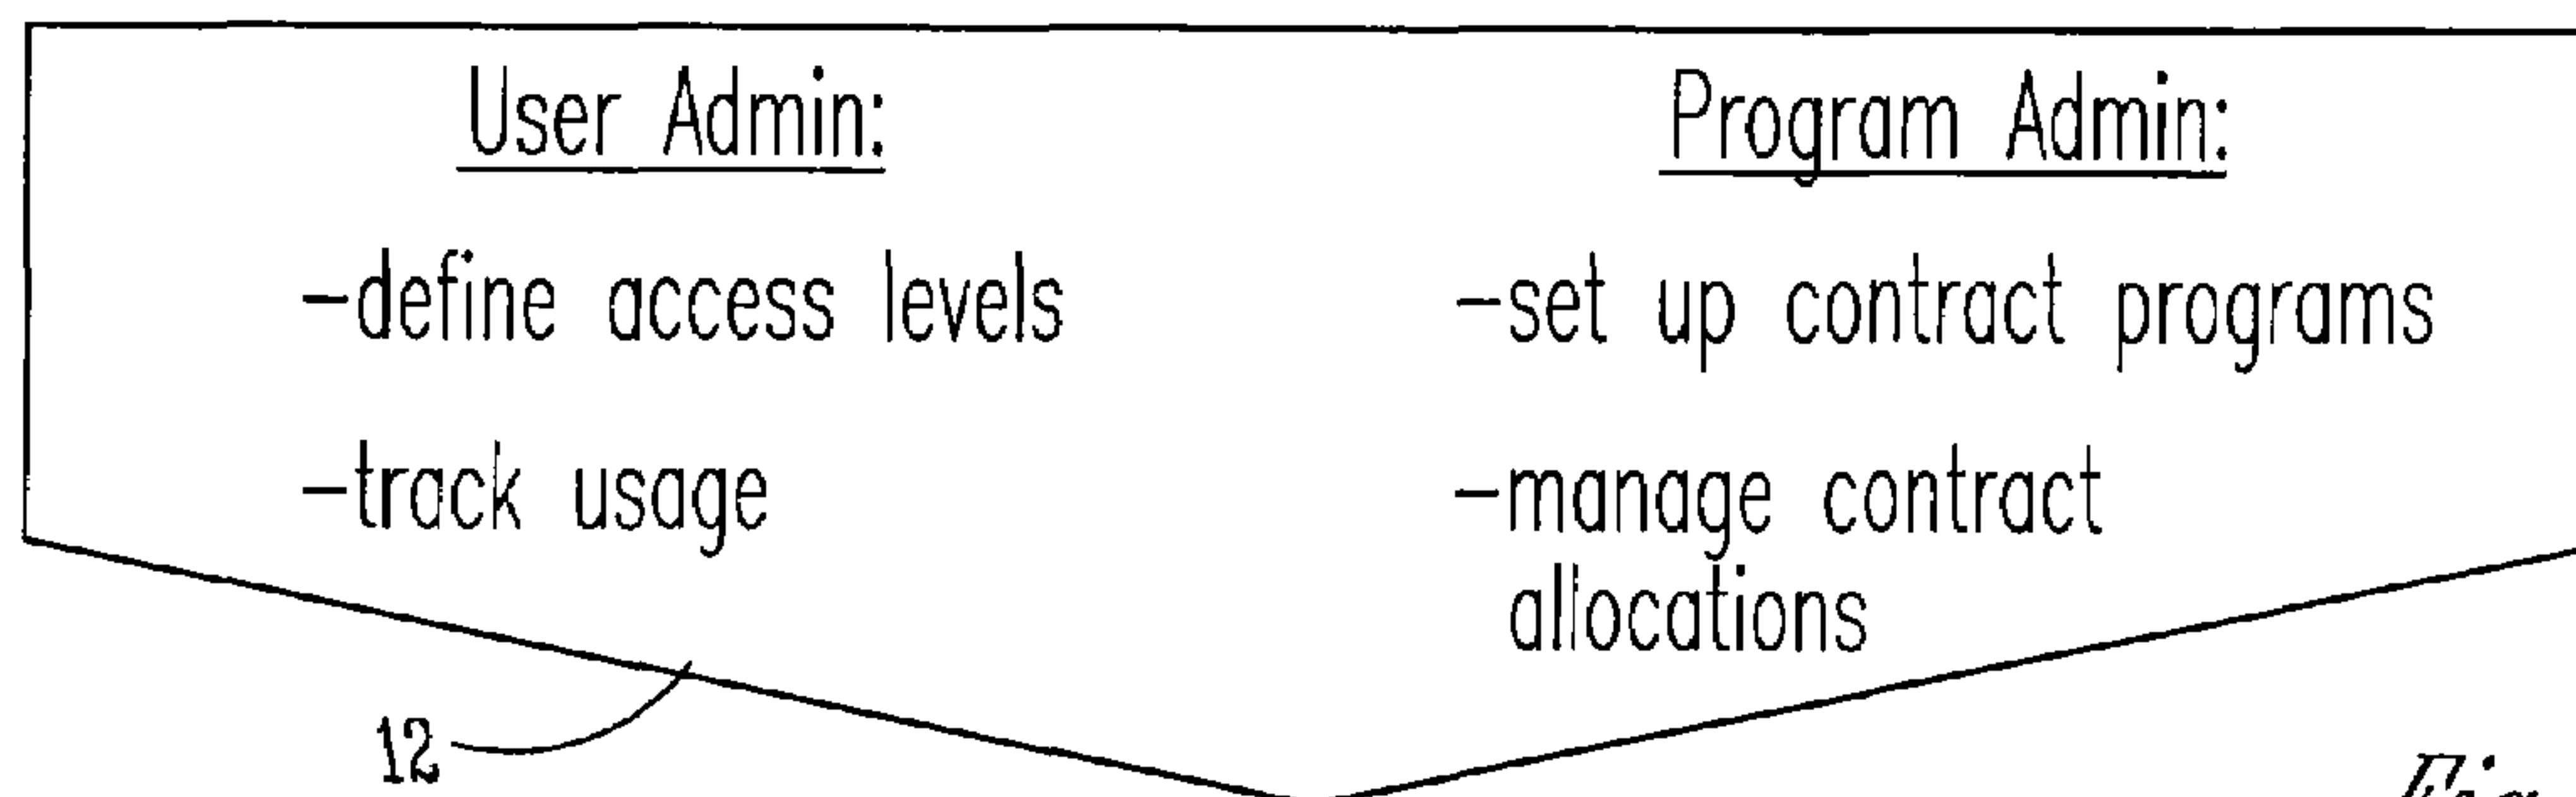 User Admin:
-define access levels
-track usage
Program Admin:
-set up contract programs
-manage contract
allocations
12